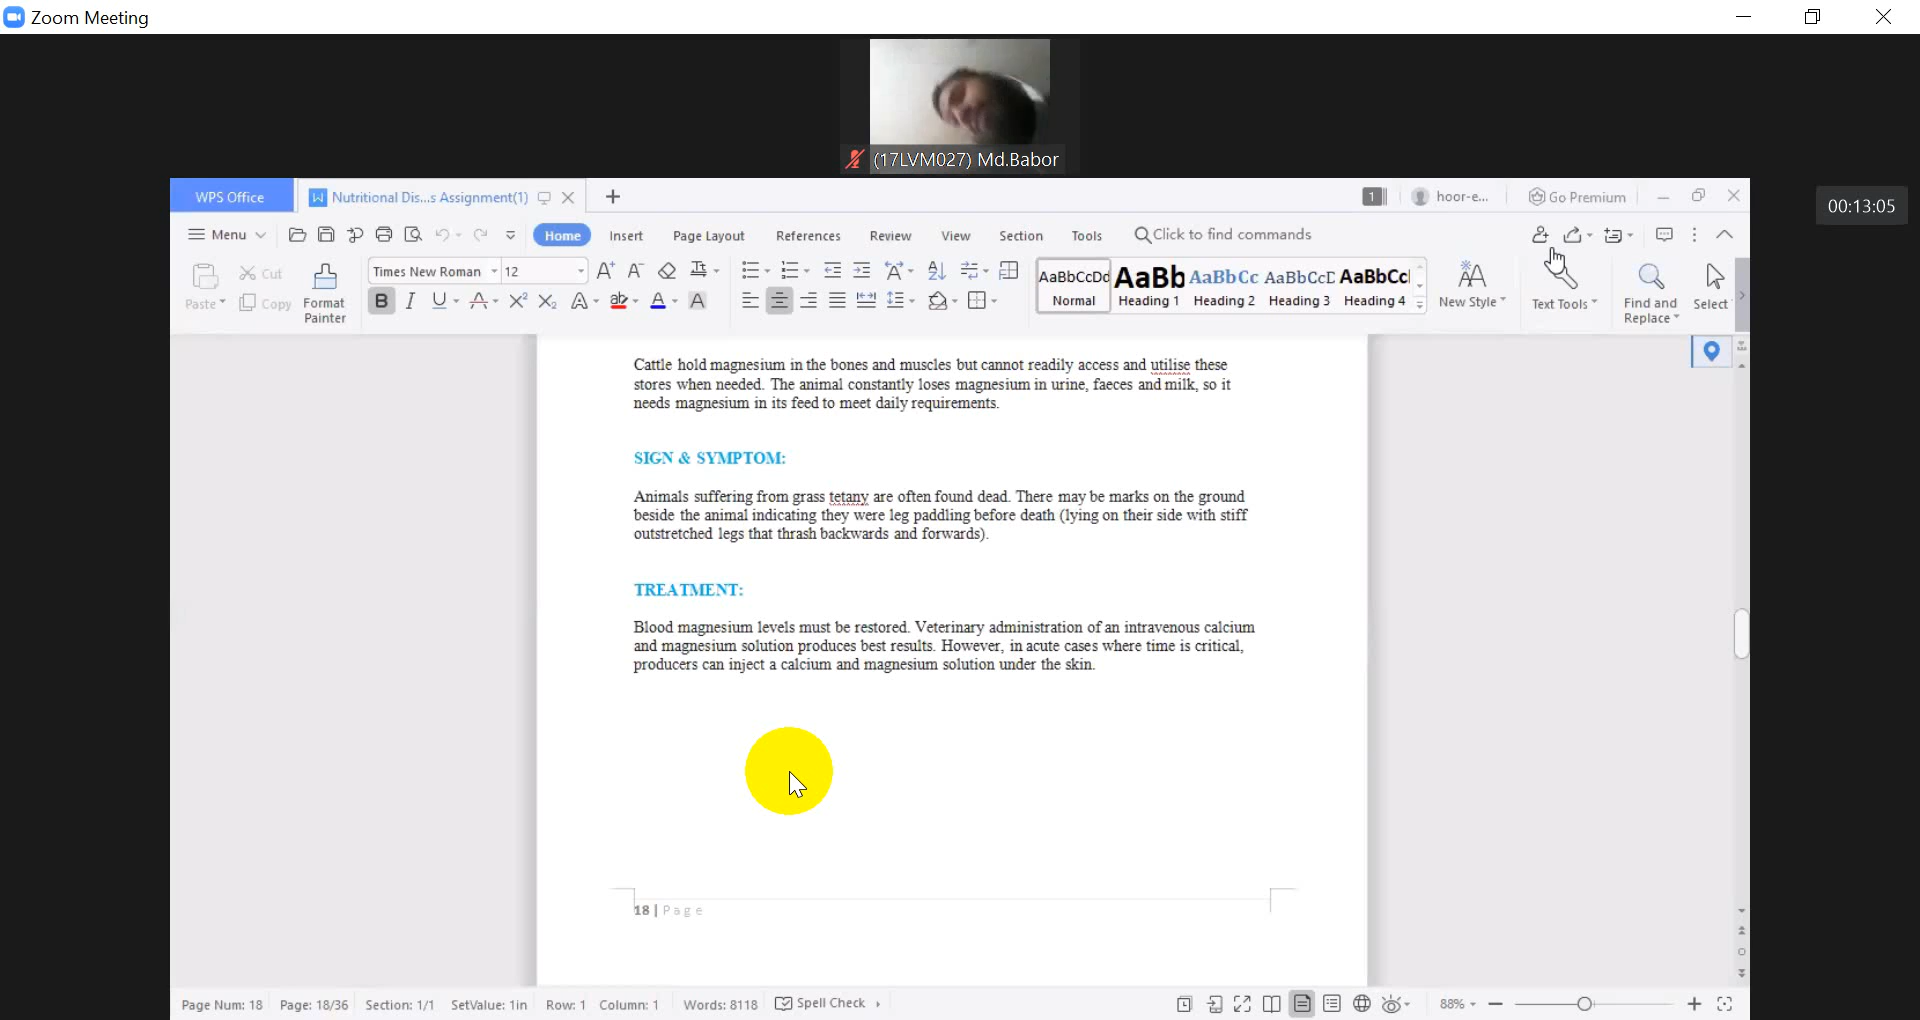 Zoom Meeting
(17LVM027) Md.Babor
00:13:05
WPS Office
Nutritional Dis...s Assignment(1)
1
hoor-e...
Go Premium
Menu
Home
Insert
Page Layout
References
Review
View
Section
Tools
Click to find commands
Paste
Cut
Copy
Format
Painter
Times New Roman
12
AaBbCcDd
Normal
AaBb
Heading 1
AaBbCc
Heading 2
AaBbCcC
Heading 3
AaBbCc
Heading 4
New Style
Text Tools
Find and
Replace
Select
Cattle hold magnesium in the bones and muscles but cannot readily access and utilise these
stores when needed. The animal constantly loses magnesium in urine, faeces and milk, so it
needs magnesium in its feed to meet daily requirements.
SIGN & SYMPTOM:
Animals suffering from grass tetany are often found dead. There may be marks on the ground
beside the animal indicating they were leg paddling before death (lying on their side with stiff
outstretched legs that thrash backwards and forwards).
TREATMENT:
Blood magnesium levels must be restored. Veterinary administration of an intravenous calcium
and magnesium solution produces best results. However, in acute cases where time is critical,
producers can inject a calcium and magnesium solution under the skin.
18 | Page
Page Num: 18 Page: 18/36 Section: 1/1 SetValue: 1in Row: 1 Column: 1 Words: 8118 Spell Check 88%